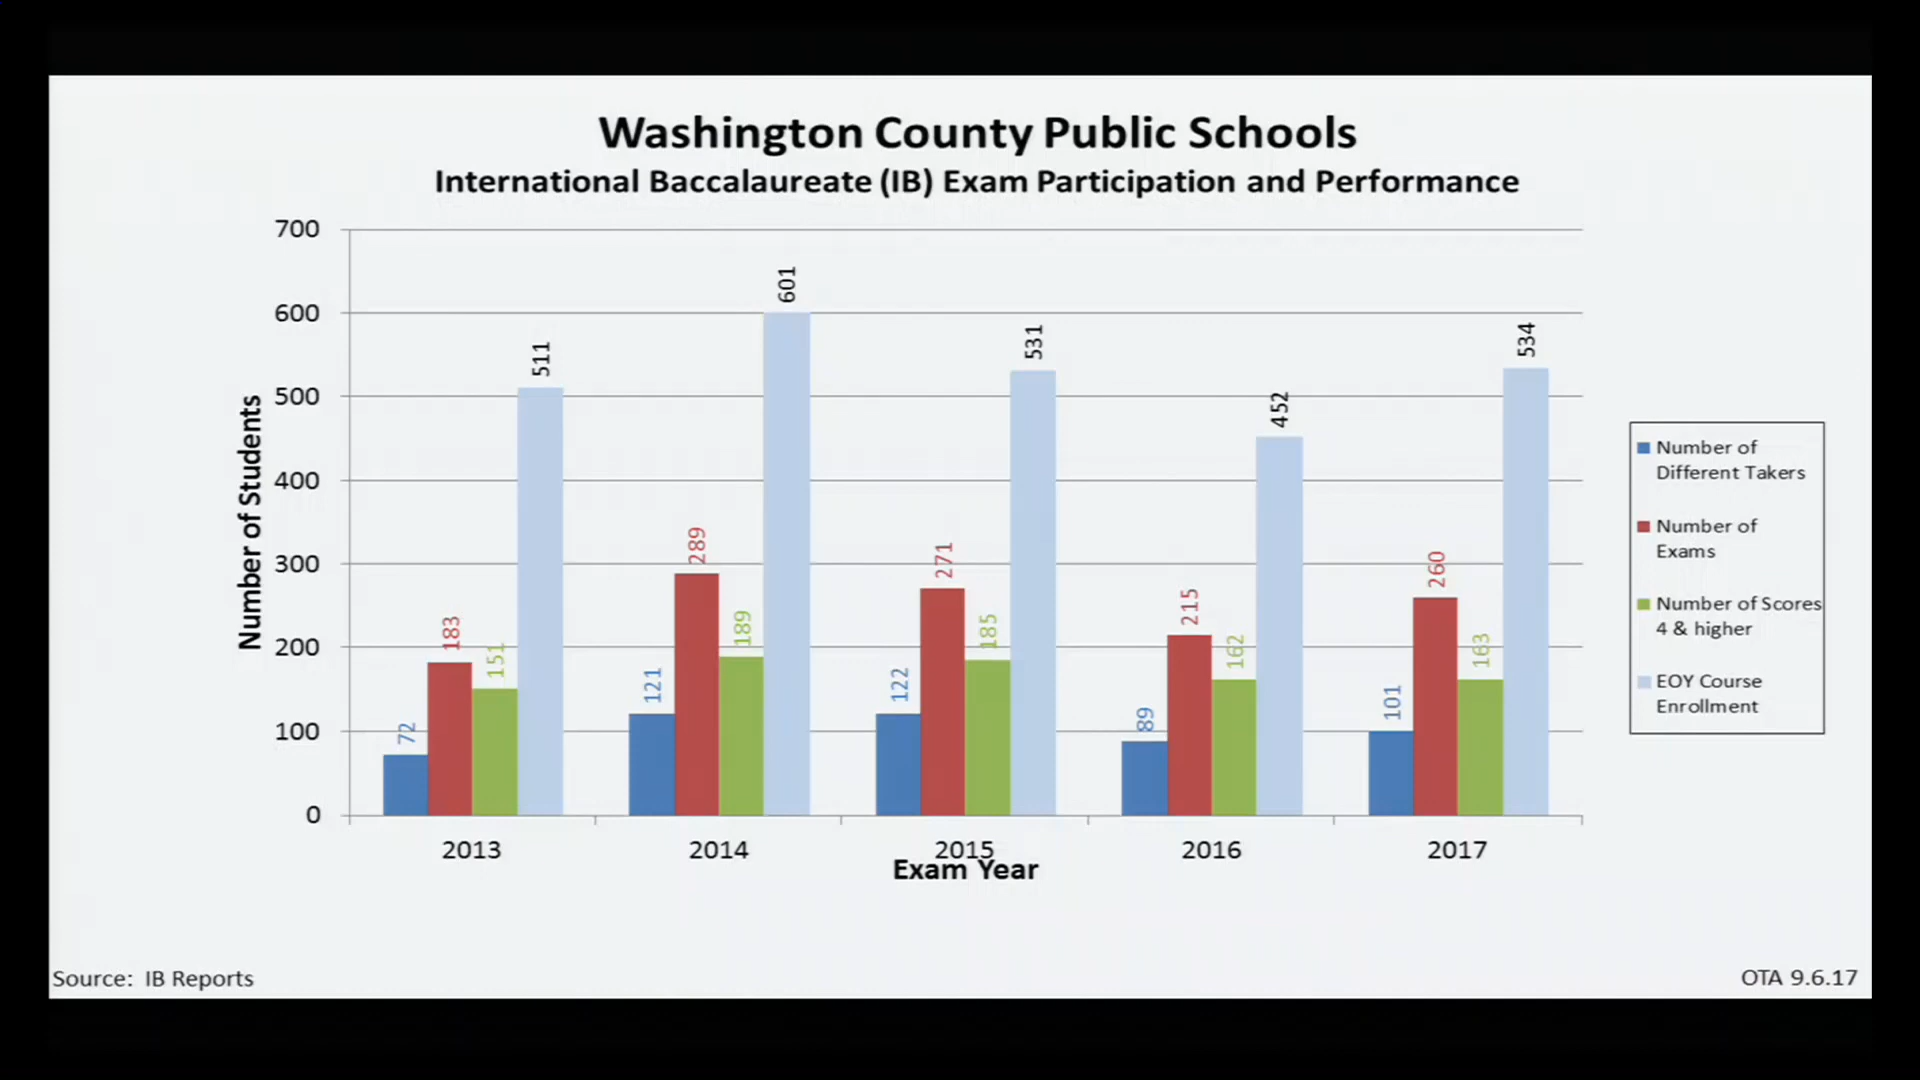 Washington County Public Schools
International Baccalaureate (IB) Exam Participation and Performance
700
600
500
400
300
200
100
0
Number of Students
72
183
151
511
121
289
189
601
122
271
185
531
89
215
162
452
101
260
163
534
2013
2014
2015
2016
2017
Exam Year
Number of
Different Takers
Number of
Exams
Number of Scores
4 & higher
EOY Course
Enrollment
Source: IB Reports
OTA 9.6.17